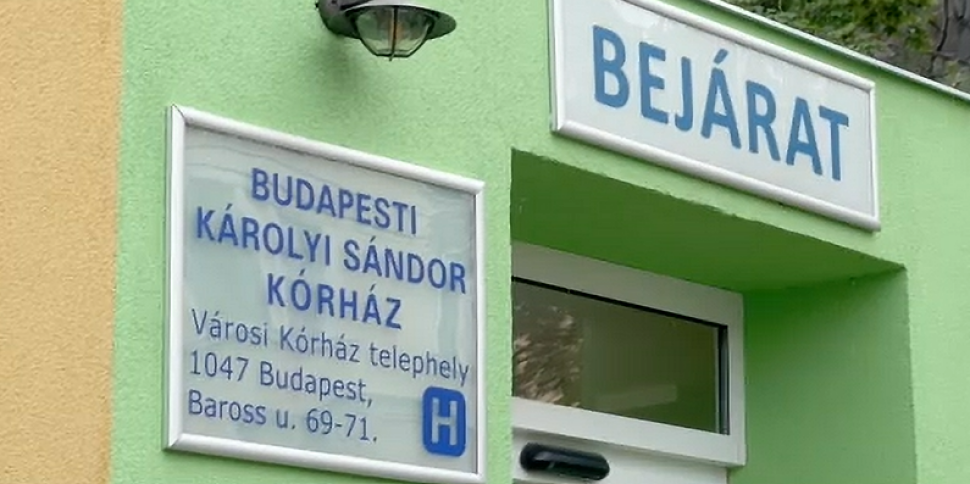 BEJÁRAT
BUDAPESTI
KÁROLYI SÁNDOR
KÓRHÁZ
Városi Kórház telephely
1047 Budapest,
Baross u. 69-71.
H